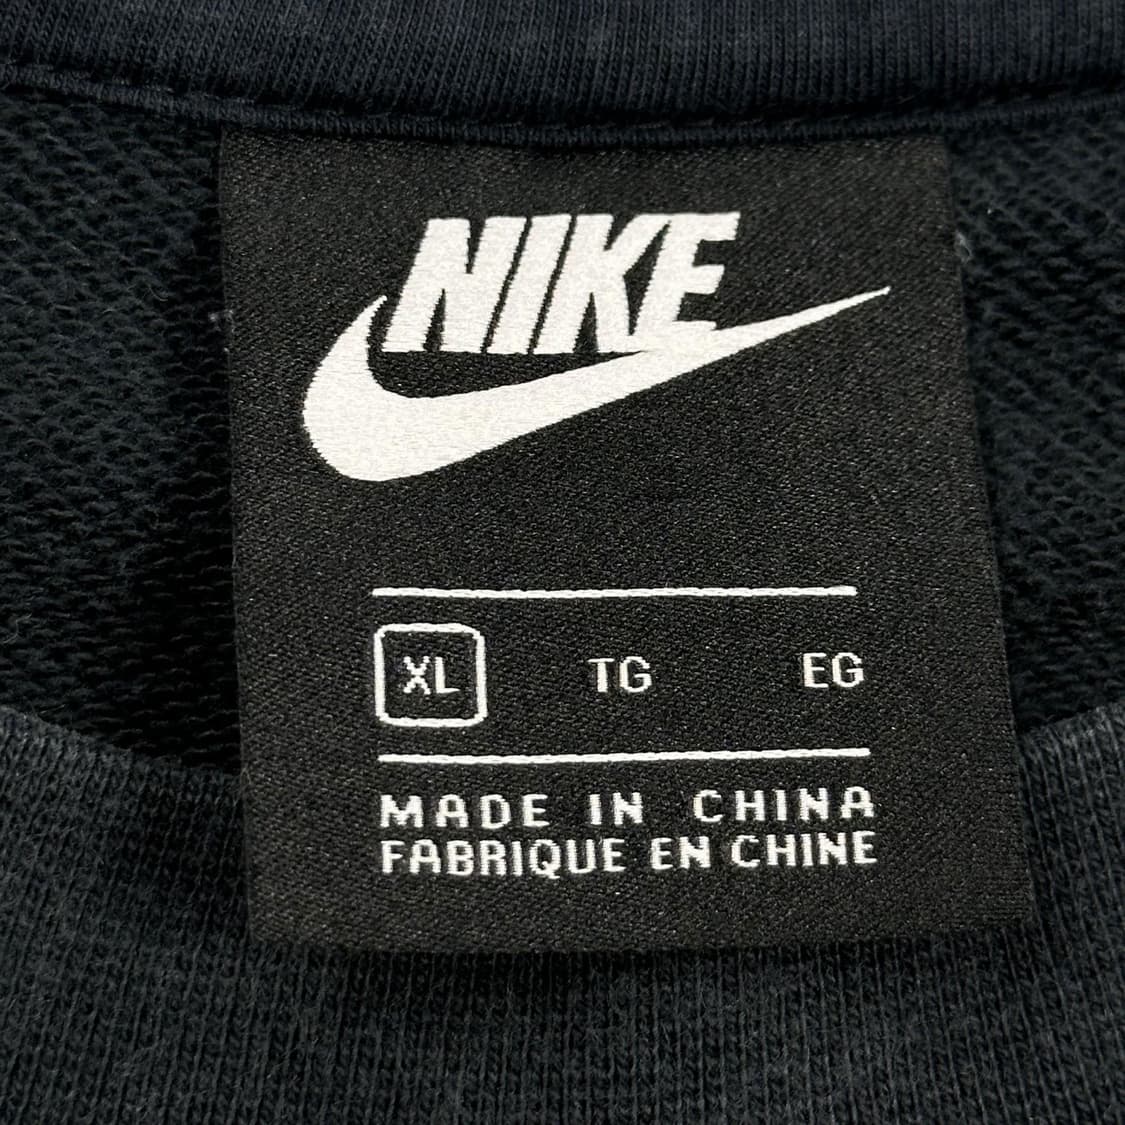 NIKE
XL TG EG
MADE IN CHINA
FABRIQUE EN CHINE